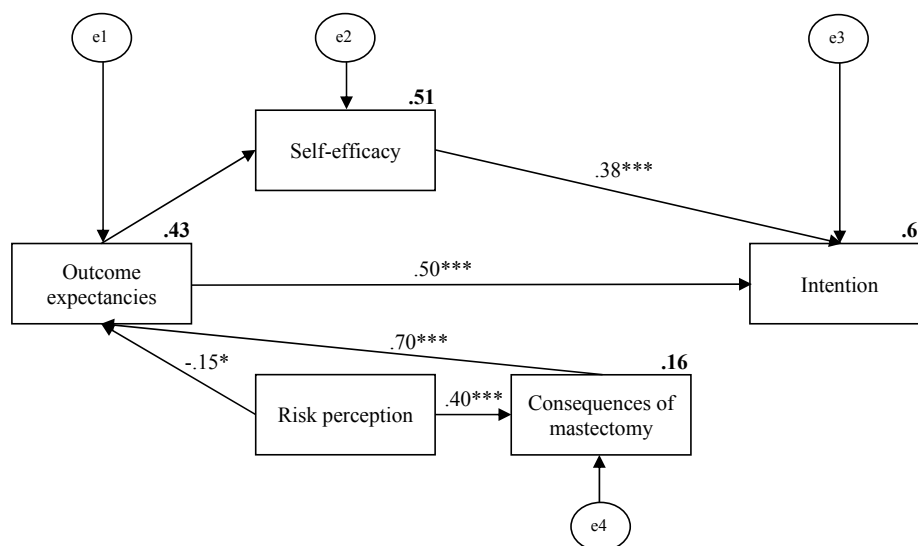 e1
e2
e3
.51
Self-efficacy
.38***
.43
.6
Outcome
expectancies
.50***
Intention
.70***
-.15*
.16
Risk perception
.40***
Consequences of
mastectomy
e4